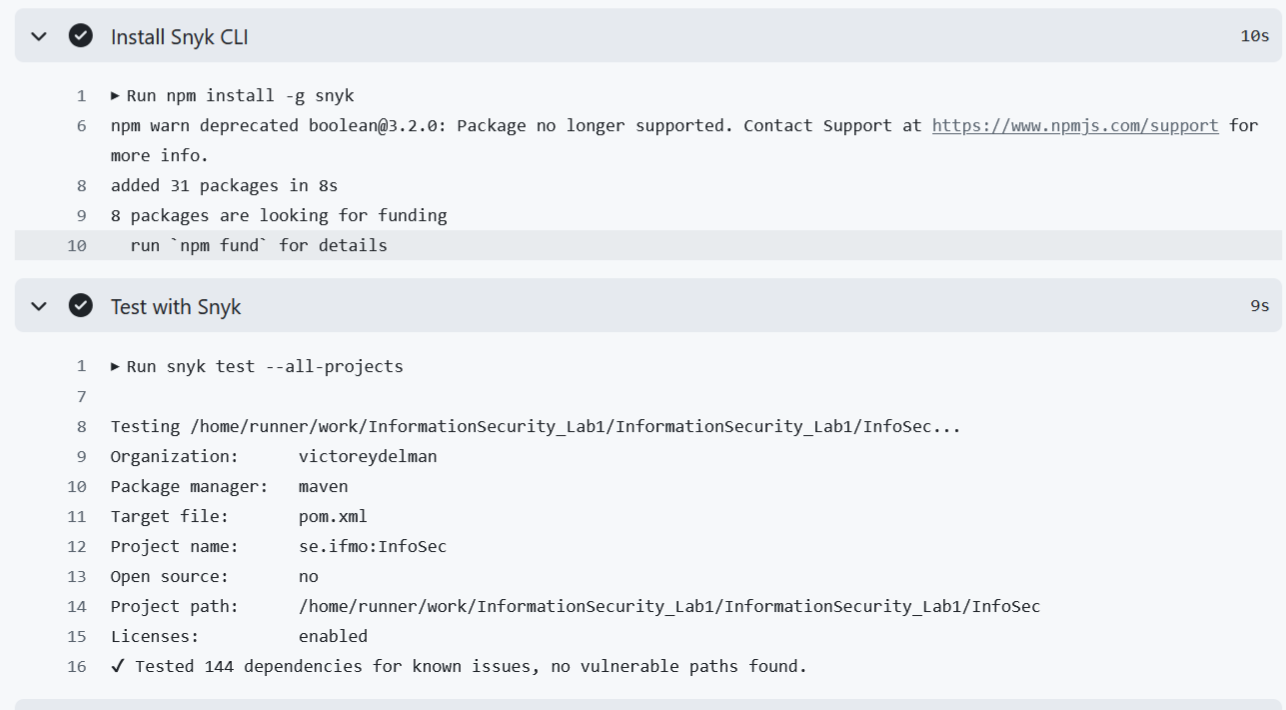 Install Snyk CLI 10s
1 ▸ Run npm install -g snyk
6 npm warn deprecated boolean@3.2.0: Package no longer supported. Contact Support at https://www.npmjs.com/support for
more info.
8 added 31 packages in 8s
9 8 packages are looking for funding
10 run `npm fund` for details
Test with Snyk 9s
1 ▸ Run snyk test --all-projects
7
8 Testing /home/runner/work/InformationSecurity_Lab1/InformationSecurity_Lab1/InfoSec...
9 Organization: victoreydelman
10 Package manager: maven
11 Target file: pom.xml
12 Project name: se.ifmo:InfoSec
13 Open source: no
14 Project path: /home/runner/work/InformationSecurity_Lab1/InformationSecurity_Lab1/InfoSec
15 Licenses: enabled
16 ✓ Tested 144 dependencies for known issues, no vulnerable paths found.